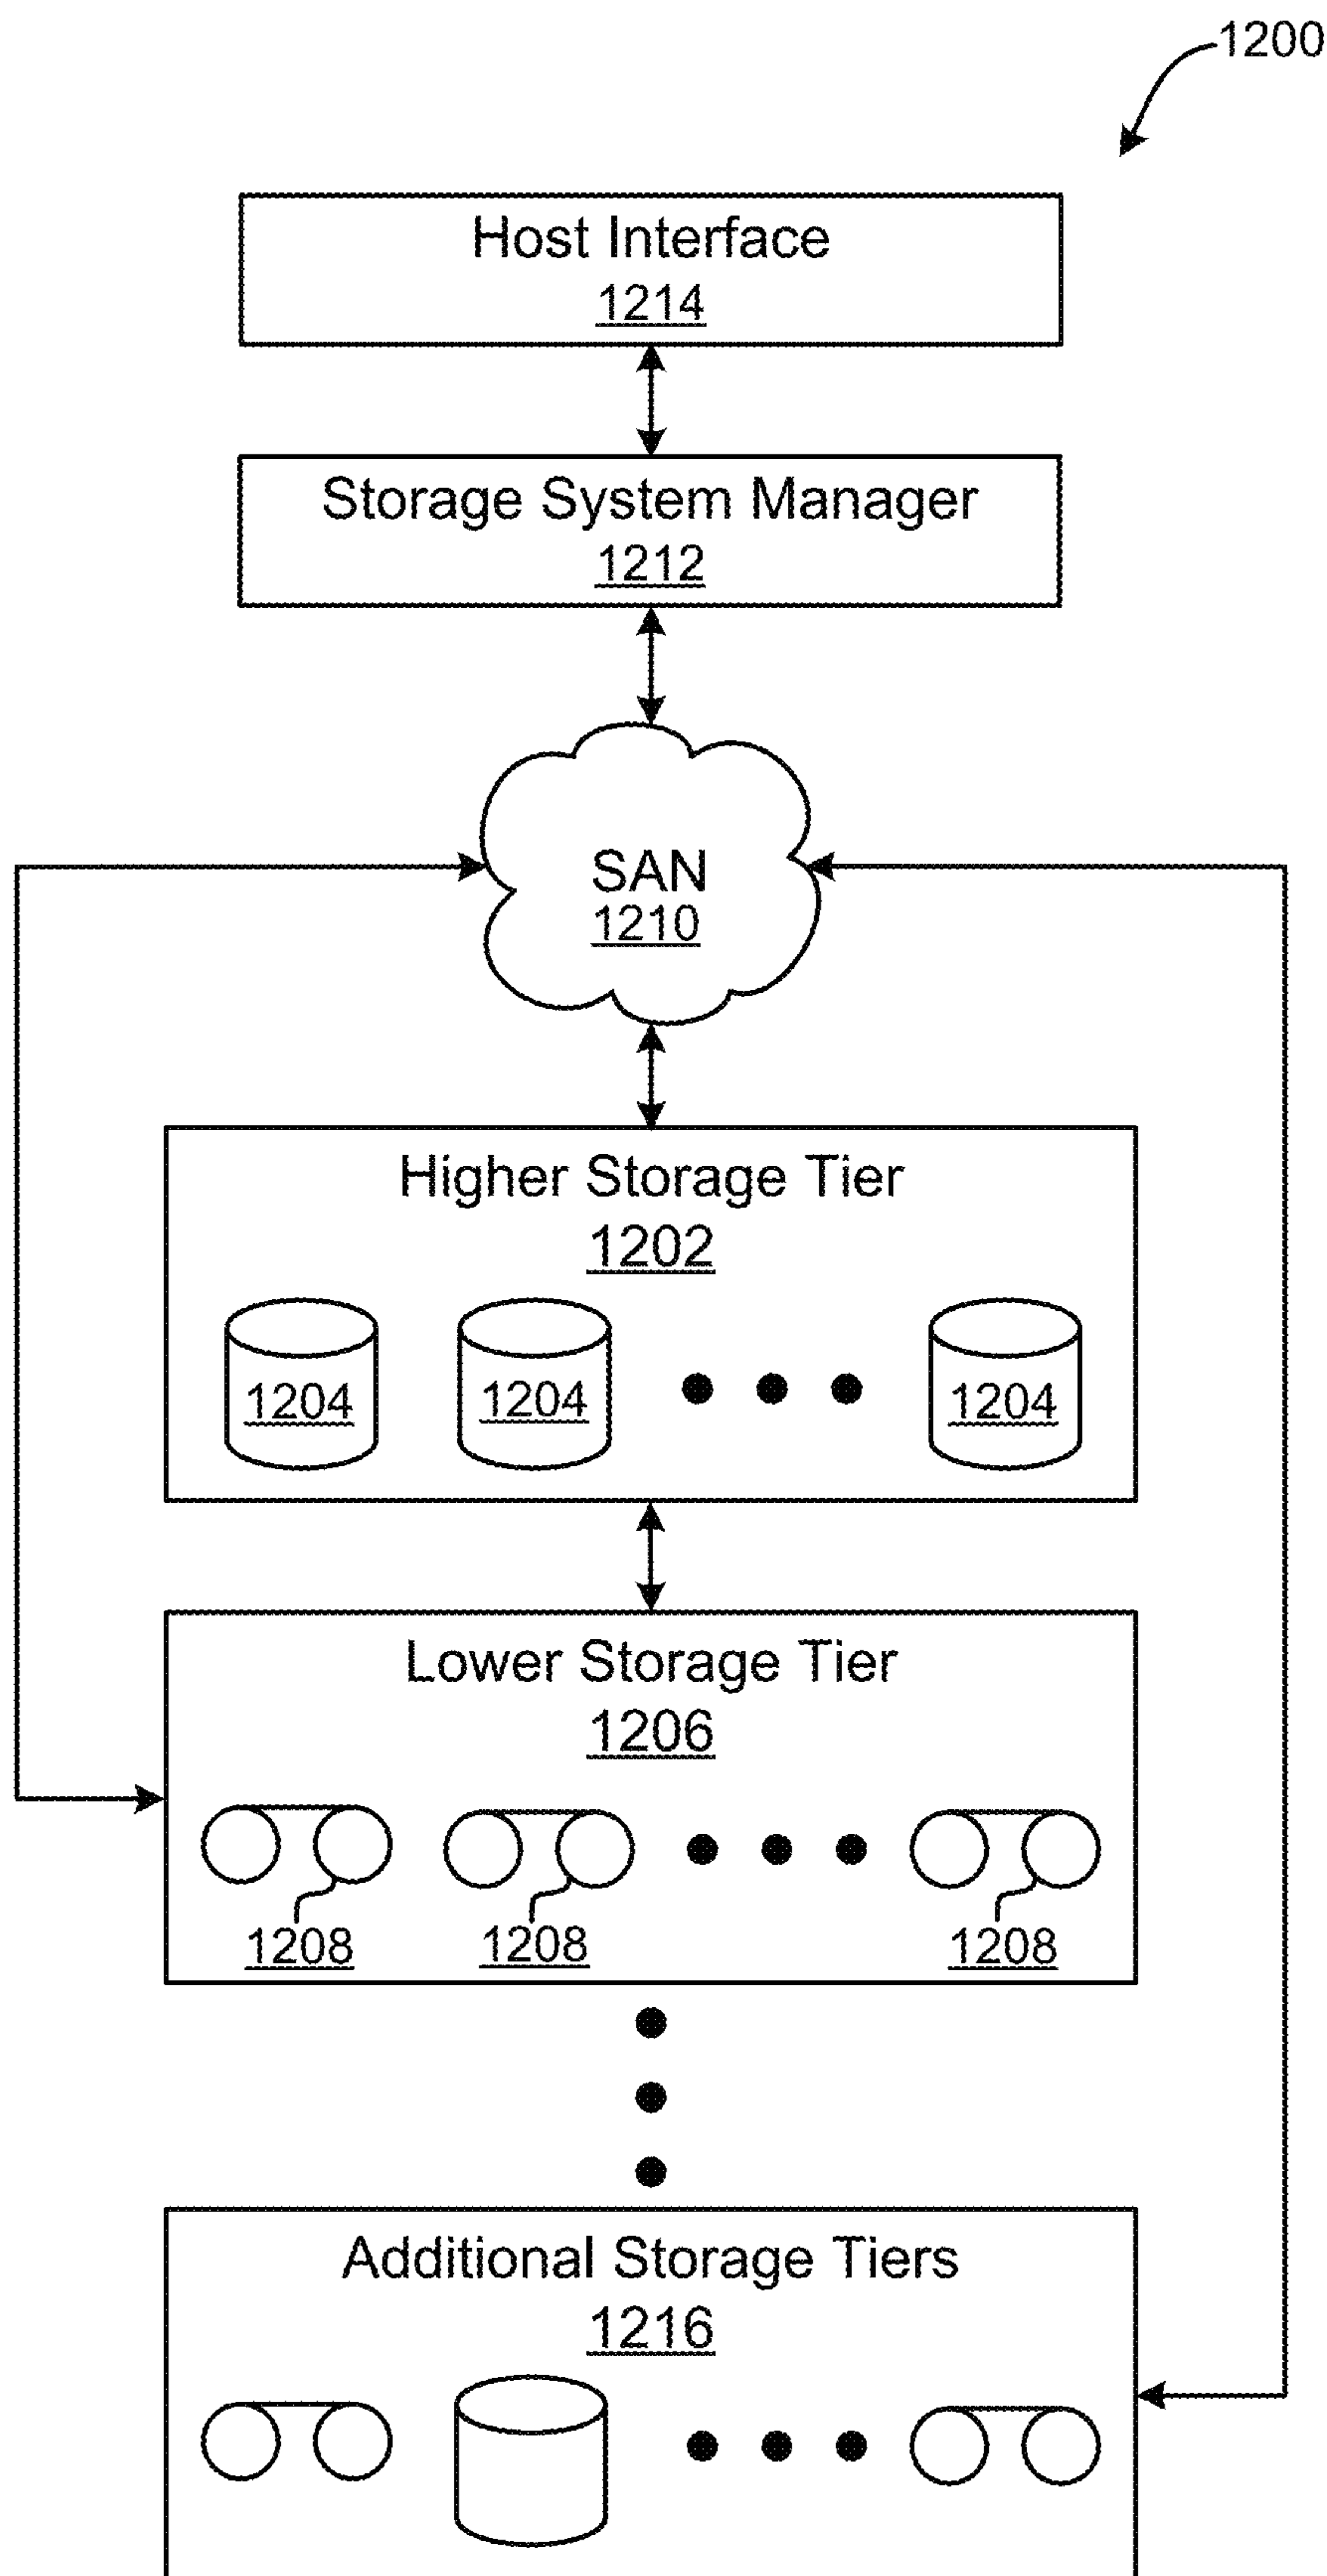 1200
Host Interface
1214
Storage System Manager
1212
SAN
1210
Higher Storage Tier
1202
1204 1204 1204
Lower Storage Tier
1206
1208 1208 1208
Additional Storage Tiers
1216